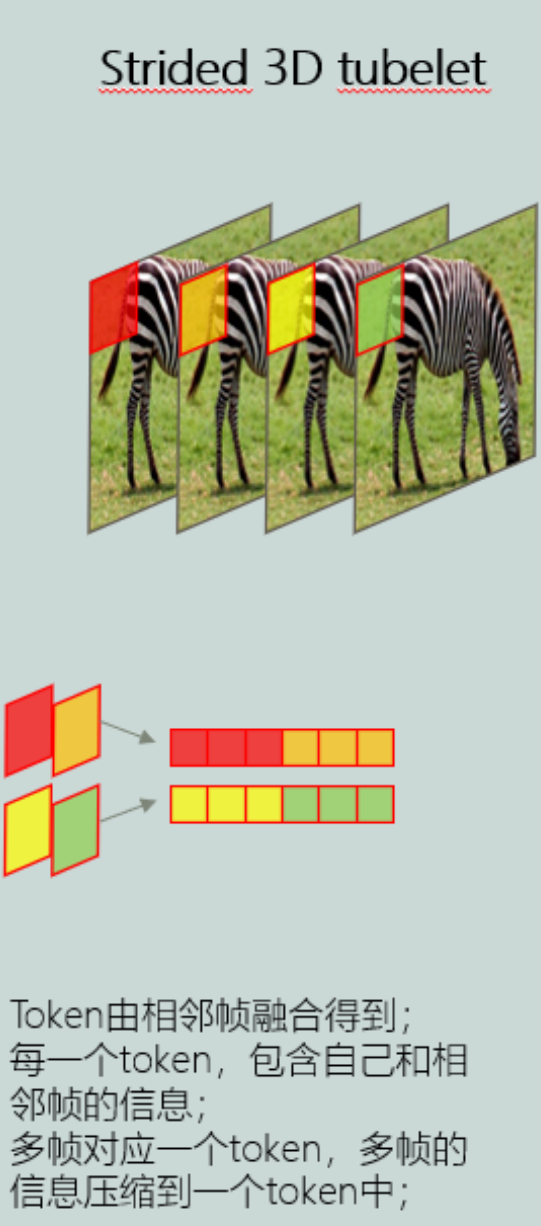 Strided 3D tubelet
Token由相邻帧融合得到；
每一个token，包含自己和相
邻帧的信息；
多帧对应一个token，多帧的
信息压缩到一个token中；